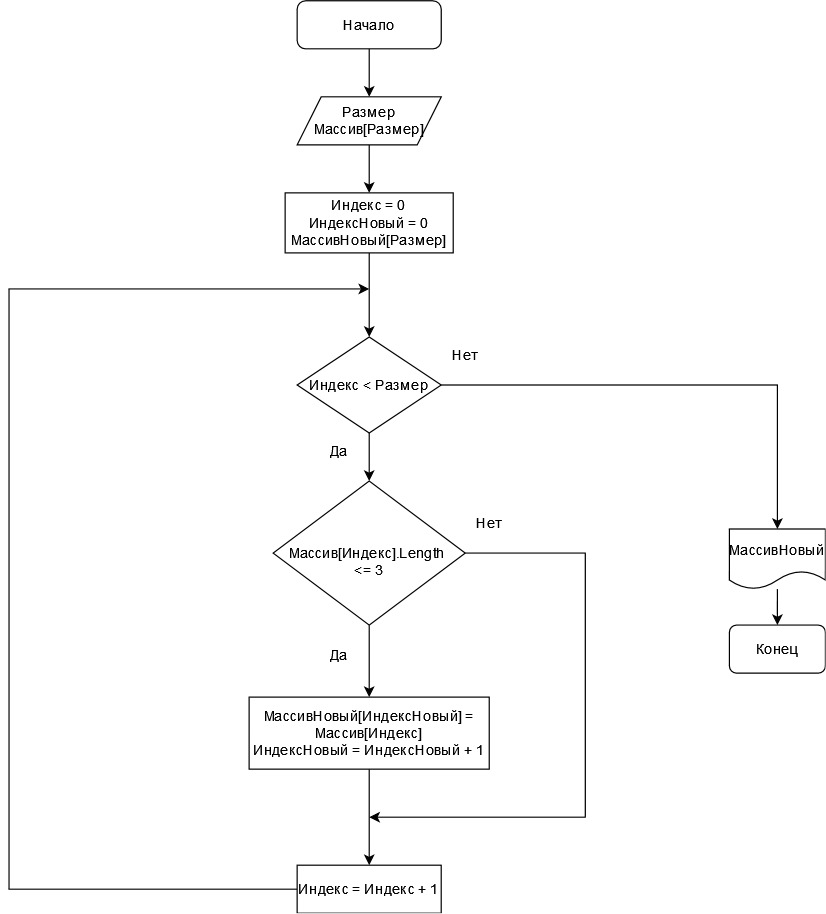 Начало
Размер
Массив[Размер]
Индекс = 0
ИндексНовый = 0
МассивНовый[Размер]
Нет
Индекс < Размер
Да
Нет
Массив[Индекс].Length
<= 3
МассивНовый
Да
Конец
МассивНовый[ИндексНовый] =
Массив[Индекс]
ИндексНовый = ИндексНовый + 1
Индекс = Индекс + 1